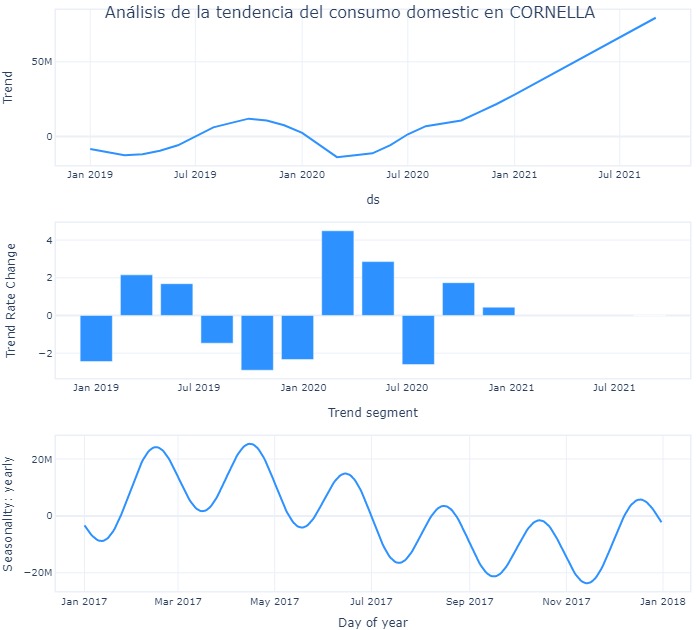 Análisis de la tendencia del consumo domestic en CORNELLA
Trend
50M
0
Jan 2019 Jul 2019 Jan 2020 Jul 2020 Jan 2021 Jul 2021
ds
Trend Rate Change
4
2
0
−2
Jan 2019 Jul 2019 Jan 2020 Jul 2020 Jan 2021 Jul 2021
Trend segment
Seasonality: yearly
20M
0
−20M
Jan 2017 Mar 2017 May 2017 Jul 2017 Sep 2017 Nov 2017 Jan 2018
Day of year